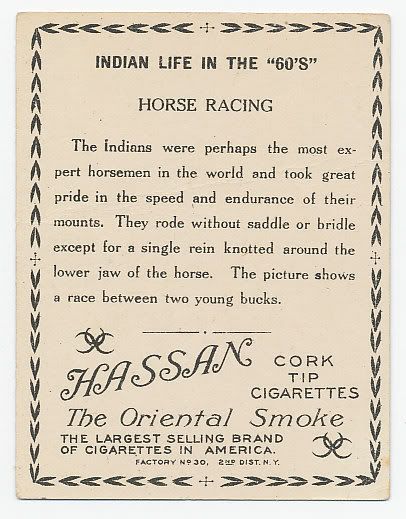 INDIAN LIFE IN THE "60'S"
HORSE RACING
The Indians were perhaps the most ex-
pert horsemen in the world and took great
pride in the speed and endurance of their
mounts. They rode without saddle or bridle
except for a single rein knotted around the
lower jaw of the horse. The picture shows
a race between two young bucks.
HASSAN
CORK
TIP
CIGARETTES
The Oriental Smoke
THE LARGEST SELLING BRAND
OF CIGARETTES IN AMERICA.
FACTORY Nº 30, 2ND DIST. N.Y.